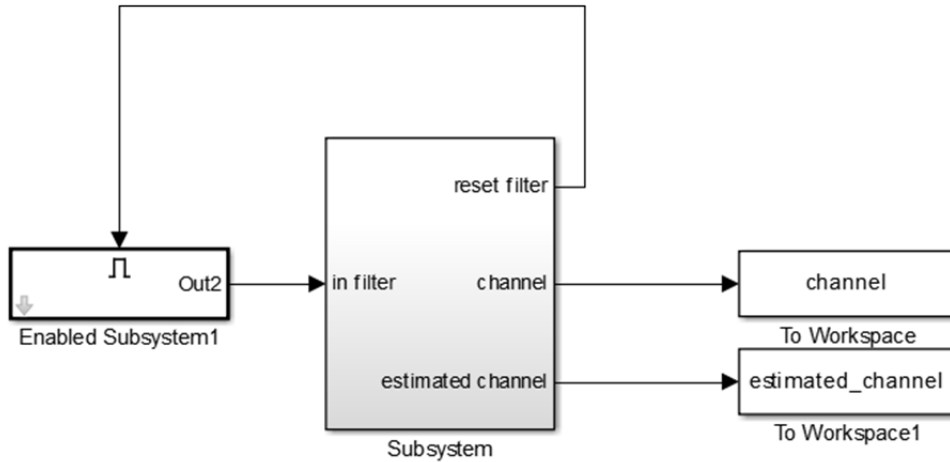 reset filter
Out2
in filter
channel
channel
Enabled Subsystem1
To Workspace
estimated channel
estimated_channel
Subsystem
To Workspace1